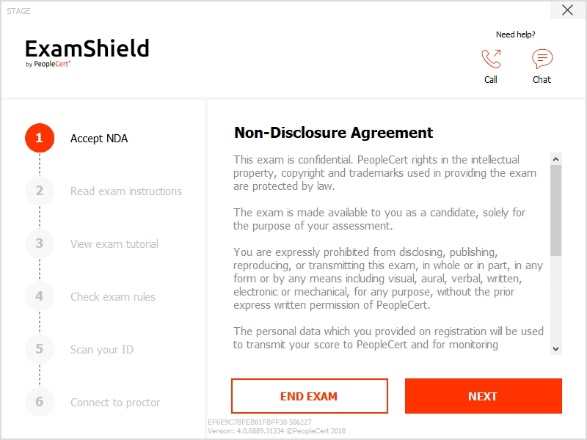 STAGE
ExamShield
by PeopleCert
Need help?
Call
Chat
1 Accept NDA
2 Read exam instructions
3 View exam tutorial
4 Check exam rules
5 Scan your ID
6 Connect to proctor
Non-Disclosure Agreement
This exam is confidential. PeopleCert rights in the intellectual
property, copyright and trademarks used in providing the exam
are protected by law.
The exam is made available to you as a candidate, solely for
the purpose of your assessment.
You are expressly prohibited from disclosing, publishing,
reproducing, or transmitting this exam, in whole or in part, in any
form or by any means including visual, aural, verbal, written,
electronic or mechanical, for any purpose, without the prior
express written permission of PeopleCert.
The personal data which you provided on registration will be used
to transmit your score to PeopleCert and for monitoring
END EXAM
NEXT
Version: 4.0.6889.31334 ©PeopleCert 2018